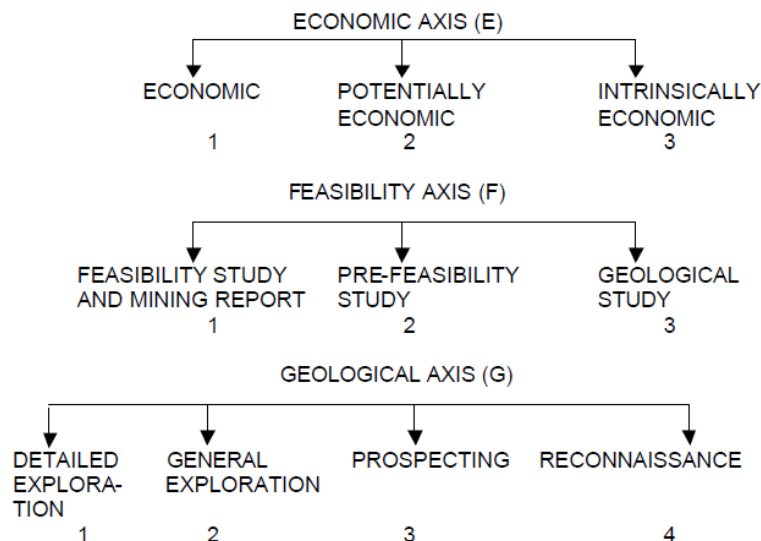 ECONOMIC AXIS (E)
ECONOMIC
POTENTIALLY
ECONOMIC
INTRINSICALLY
ECONOMIC
1
2
3
FEASIBILITY AXIS (F)
FEASIBILITY STUDY
AND MINING REPORT
PRE-FEASIBILITY
STUDY
GEOLOGICAL
STUDY
1
2
3
GEOLOGICAL AXIS (G)
DETAILED
EXPLORA-
TION
GENERAL
EXPLORATION
PROSPECTING
RECONNAISSANCE
1
2
3
4